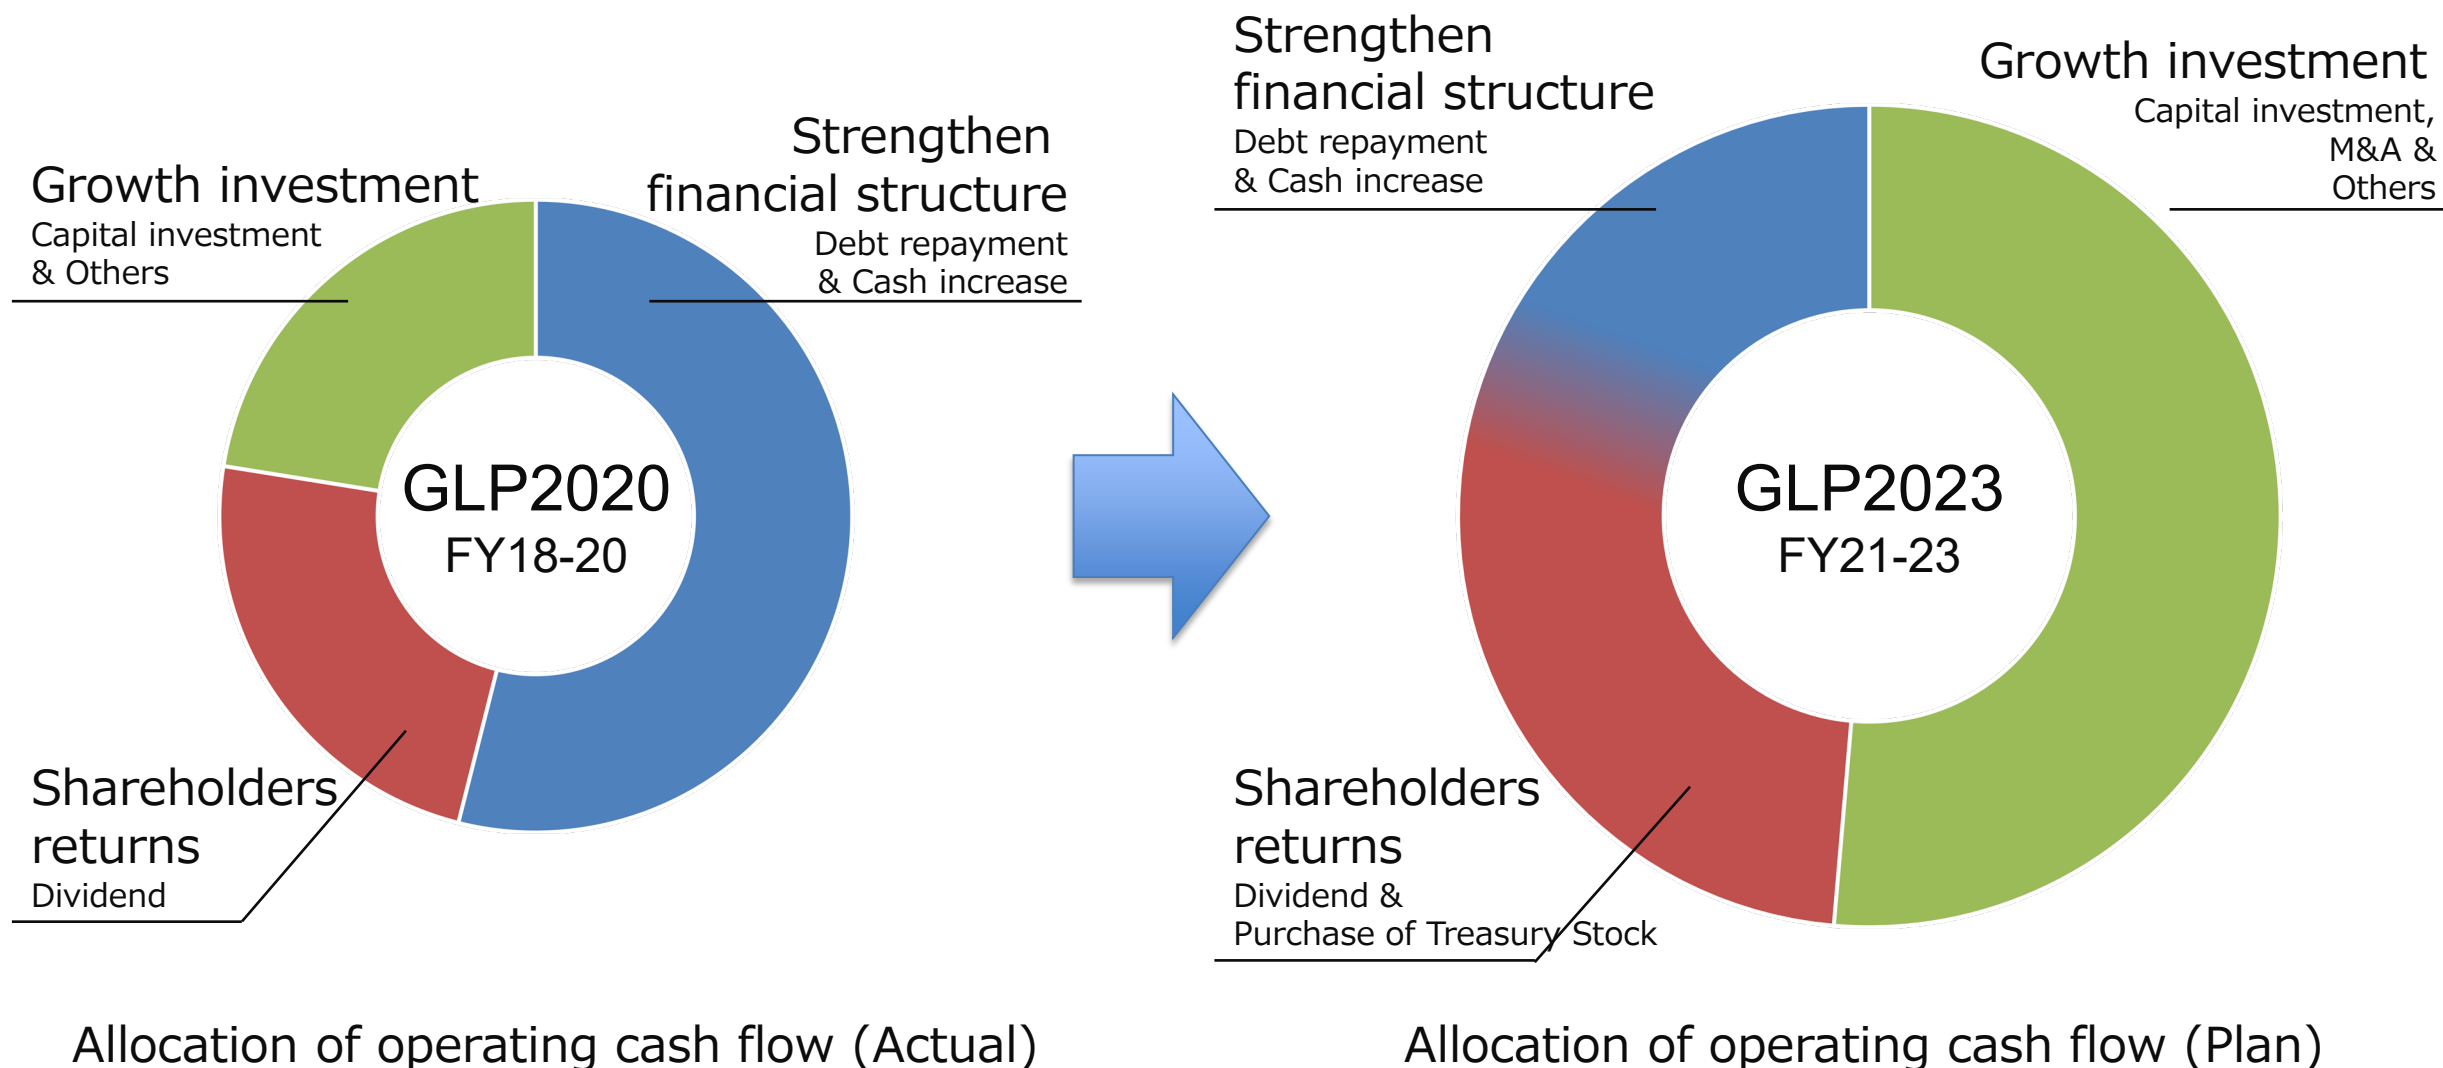 Growth investment
Capital investment
& Others
Strengthen
financial structure
Debt repayment
& Cash increase
GLP2020
FY18-20
Shareholders
returns
Dividend
Allocation of operating cash flow (Actual)
Strengthen
financial structure
Debt repayment
& Cash increase
Growth investment
Capital investment,
M&A &
Others
GLP2023
FY21-23
Shareholders
returns
Dividend &
Purchase of Treasury Stock
Allocation of operating cash flow (Plan)